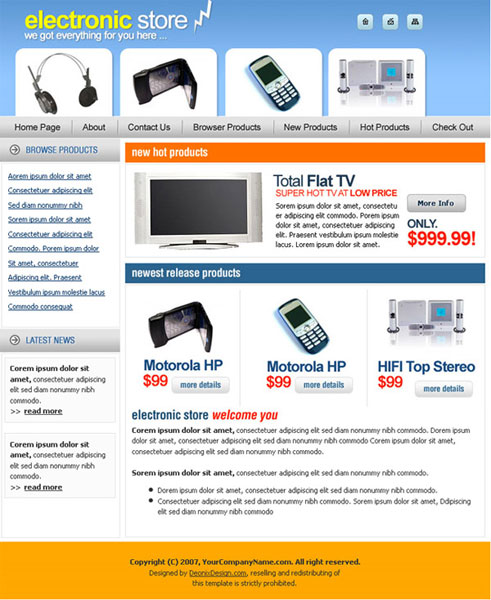 electronic store
we got everything for you here ...
Home Page
About
Contact Us
Browser Products
New Products
Hot Products
Check Out
BROWSE PRODUCTS
Aorem ipsum dolor sit amet
Consectetuer adipiscing elit
Sed diam nonummy nibh
Sorem ipsum dolor sit amet
Consectetuer adipiscing elit
Commodo. Porem ipsum dolor
Sit amet, consectetuer
Adipiscing elit. Praesent
Vestibulum ipsum molestie lacus
Commodo consequat
LATEST NEWS
Lorem ipsum dolor sit
amet, consectetuer adipiscing
elit sed diam nonummy nibh
commodo.
>> read more
Lorem ipsum dolor sit
amet, consectetuer adipiscing
elit sed diam nonummy nibh
commodo.
>> read more
new hot products
Total Flat TV
SUPER HOT TV AT LOW PRICE
Sorem ipsum dolor sit amet, consectetu
er adipiscing elit commodo. Porem ipsum
dolor sit amet, consectetuer adipiscing
elit. Praesent vestibulum molestie
lacus. Lorem ipsum dolor sit amet.
More Info
ONLY.
$999.99!
newest release products
Motorola HP
$99
more details
Motorola HP
$99
more details
HIFI Top Stereo
$99
more details
electronic store welcome you
Lorem ipsum dolor sit amet, consectetuer adipiscing elit sed diam nonummy nibh commodo. Dorem ipsum
dolor sit amet, consectetuer adipiscing elit sed diam nonummy nibh commodo Corem ipsum dolor sit amet,
consectetuer adipiscing elit sed diam nonummy nibh commodo.
Sorem ipsum dolor sit amet, consectetuer adipiscing elit sed diam nonummy nibh commodo.
• Dorem ipsum dolor sit amet, consectetuer adipiscing elit sed diam nonummy nibh commodo.
• Consectetuer adipiscing elit sed diam nonummy nibh commodo. Sorem ipsum dolor sit amet, Ddipiscing
elit sed diam nonummy nibh commodo
Copyright (C) 2007, YourCompanyName.com. All right reserved.
Designed by DeonixDesign.com, reselling and redistributing of
this template is strictly prohibited.